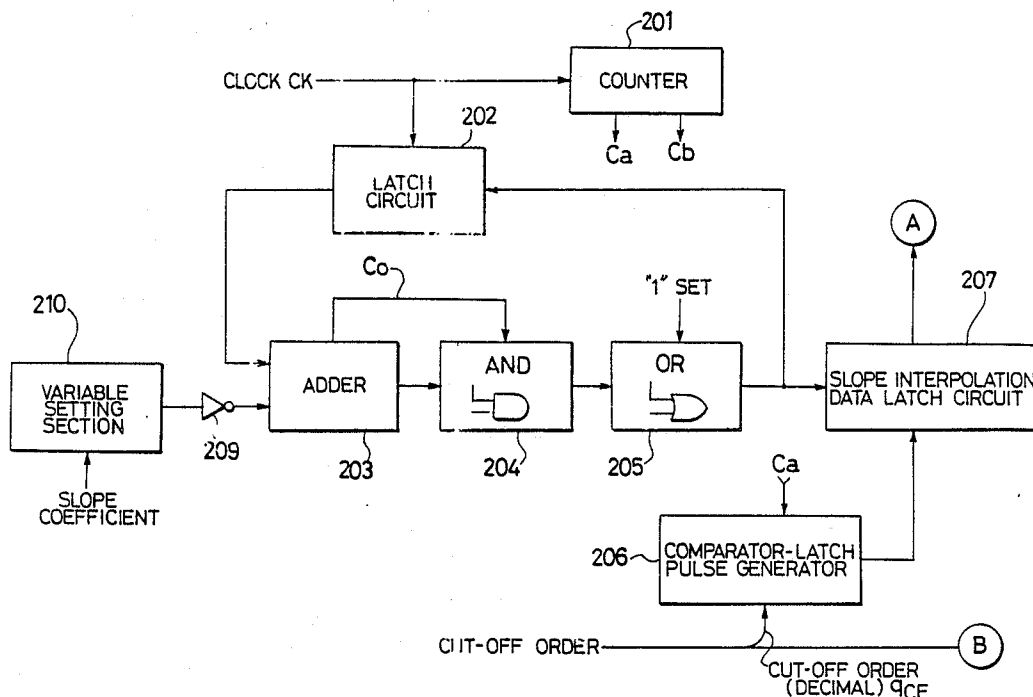 201
CLOCK CK
COUNTER
202
Ca
Cb
LATCH
CIRCUIT
A
Co
"1" SET
207
210
AND
OR
VARIABLE
SETTING
SECTION
ADDER
SLOPE INTERPOLATION
DATA LATCH CIRCUIT
209
203
204
205
SLOPE
COEFFICIENT
Ca
206
COMPARATOR-LATCH
PULSE GENERATOR
CUT-OFF ORDER
B
CUT-OFF ORDER
(DECIMAL) qCF